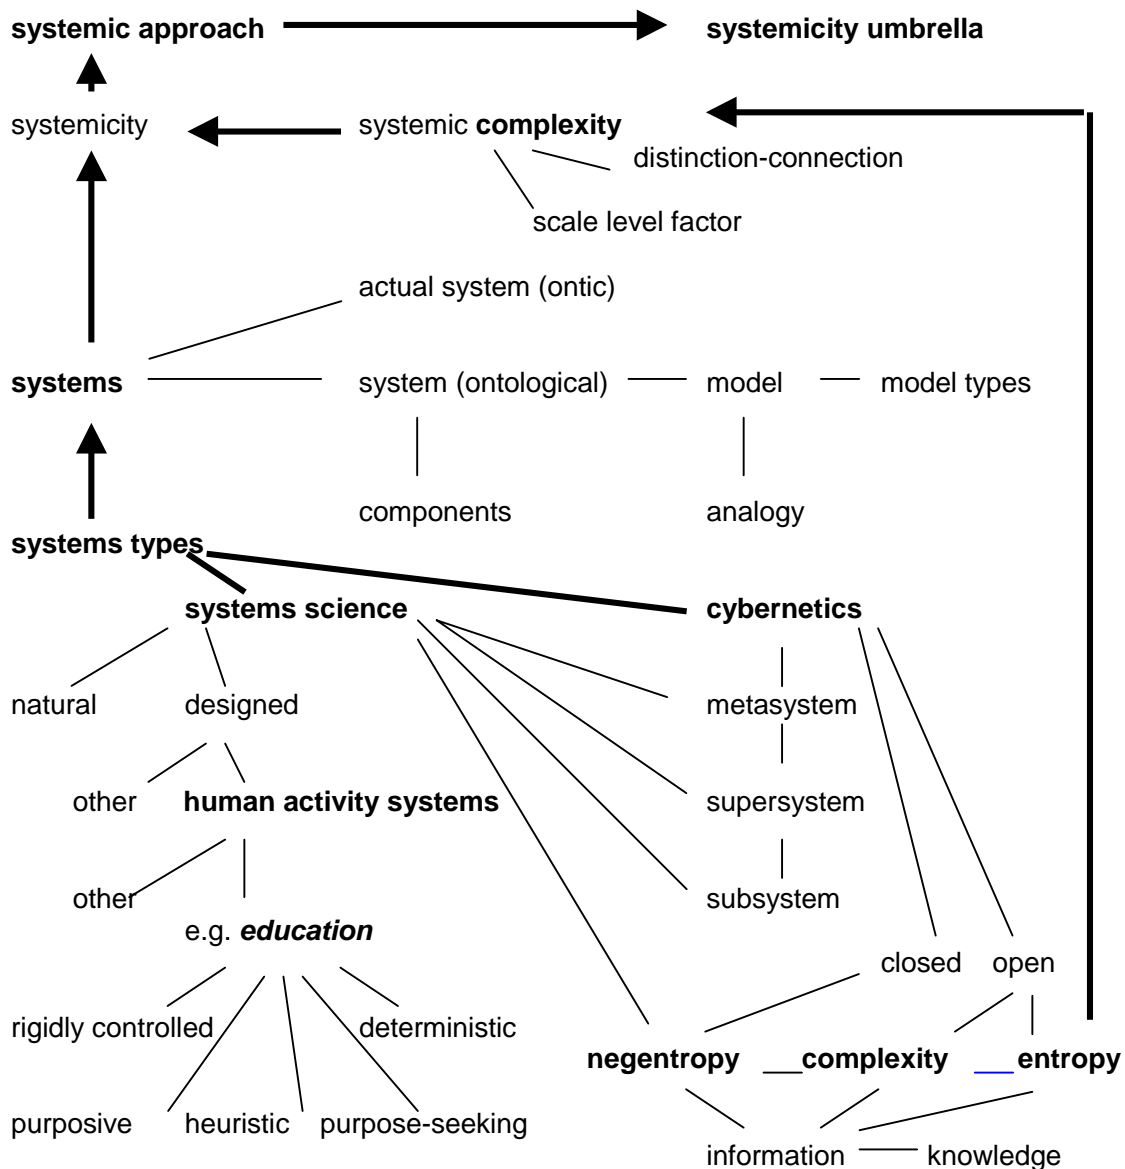 systemic approach systemicity umbrella
systemicity systemic complexity
distinction-connection
scale level factor
actual system (ontic)
systems system (ontological) model model types
components analogy
systems types
systems science cybernetics
natural designed metasystem
other human activity systems supersystem
other subsystem
e.g. education
closed open
rigidly controlled deterministic
negentropy complexity entropy
purposive heuristic purpose-seeking
information knowledge